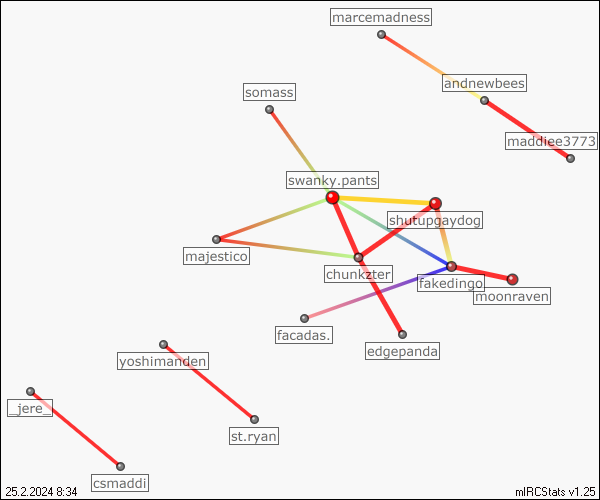 marcemadness
andnewbees
somass
maddiee3773
swanky.pants
shutupgaydog
majestico
chunkzter
fakedingo
moonraven
facadas.
edgepanda
yoshimanden
_jere_
st.ryan
csmaddi
25.2.2024 8:34
mIRCStats v1.25